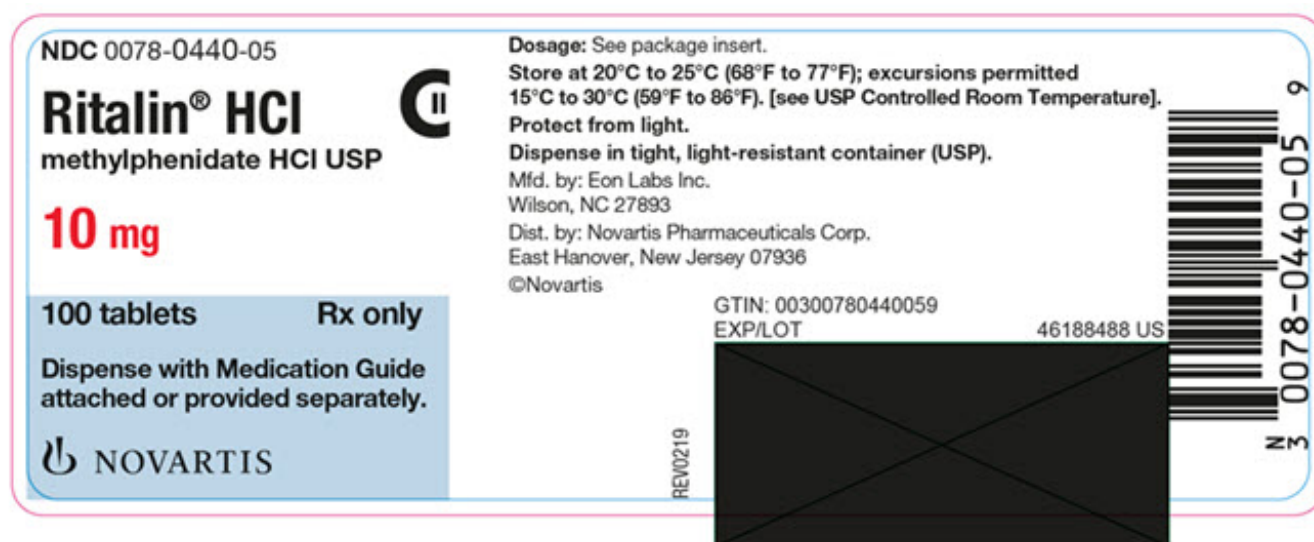 NDC 0078-0440-05
Ritalin® HCl
CII
methylphenidate HCl USP
10 mg
100 tablets
Rx only
Dispense with Medication Guide
attached or provided separately.
NOVARTIS
Dosage: See package insert.
Store at 20°C to 25°C (68°F to 77°F); excursions permitted
15°C to 30°C (59°F to 86°F). [see USP Controlled Room Temperature].
Protect from light.
Dispense in tight, light-resistant container (USP).
Mfd. by: Eon Labs Inc.
Wilson, NC 27893
Dist. by: Novartis Pharmaceuticals Corp.
East Hanover, New Jersey 07936
©Novartis
GTIN: 00300780440059
EXP/LOT
46188488 US
REV0219
N
3 0078-0440-05 9